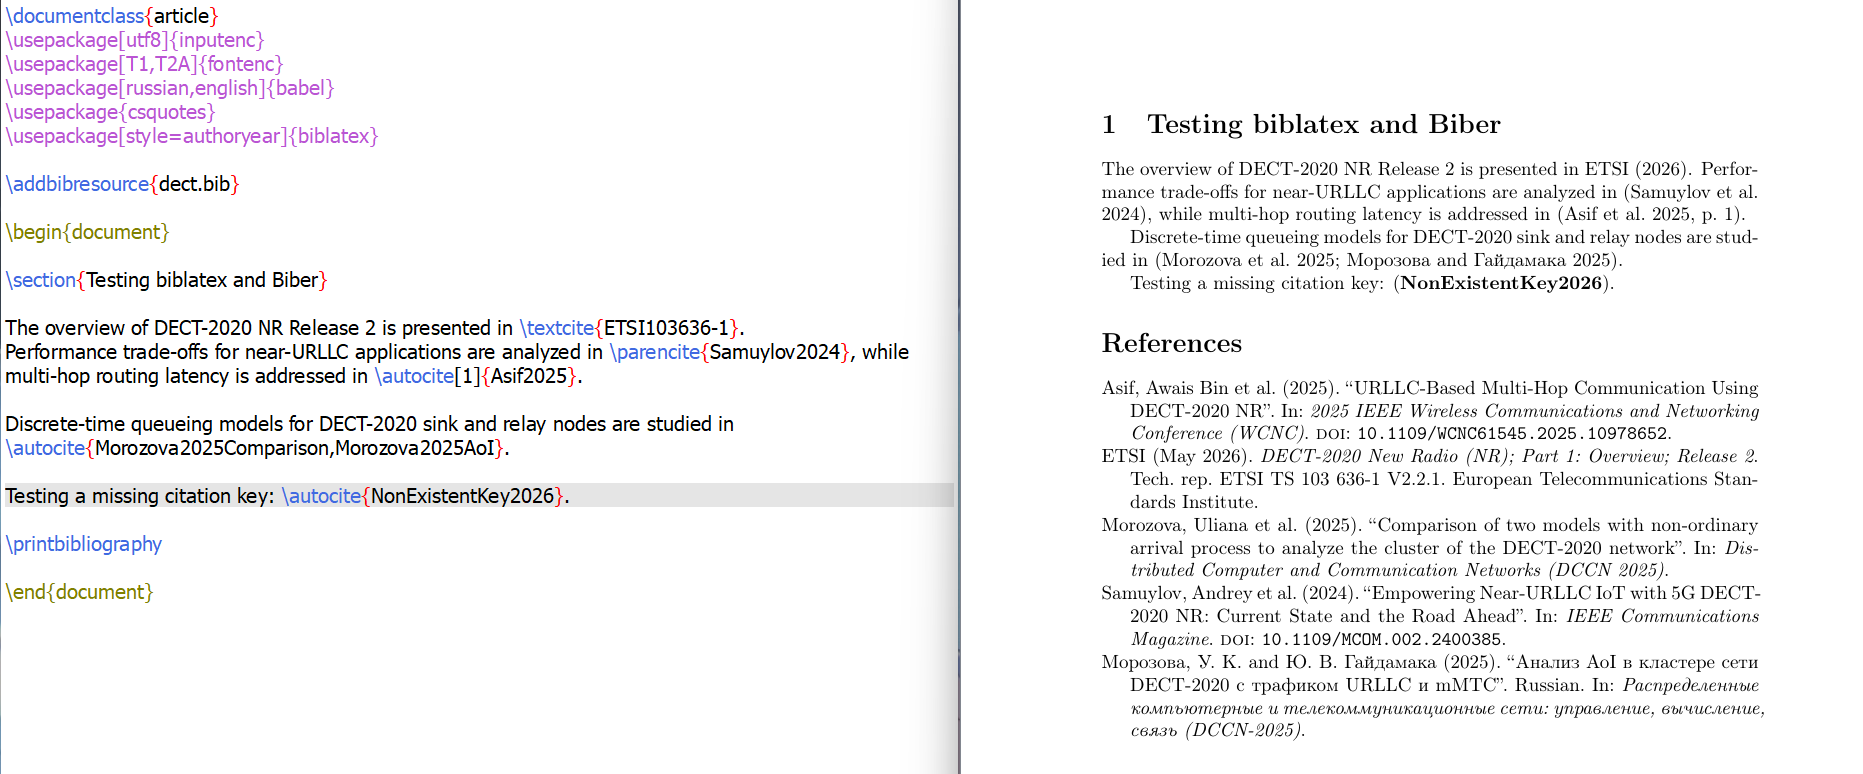 \documentclass{article}
\usepackage[utf8]{inputenc}
\usepackage[T1,T2A]{fontenc}
\usepackage[russian,english]{babel}
\usepackage{csquotes}
\usepackage[style=authoryear]{biblatex}
\addbibresource{dect.bib}
\begin{document}
\section{Testing biblatex and Biber}
The overview of DECT-2020 NR Release 2 is presented in \textcite{ETSI103636-1}.
Performance trade-offs for near-URLLC applications are analyzed in \parencite{Samuylov2024}, while
multi-hop routing latency is addressed in \autocite[1]{Asif2025}.
Discrete-time queueing models for DECT-2020 sink and relay nodes are studied in
\autocite{Morozova2025Comparison,Morozova2025AoI}.
Testing a missing citation key: \autocite{NonExistentKey2026}.
\printbibliography
\end{document}
1 Testing biblatex and Biber
The overview of DECT-2020 NR Release 2 is presented in ETSI (2026). Perfor-
mance trade-offs for near-URLLC applications are analyzed in (Samuylov et al.
2024), while multi-hop routing latency is addressed in (Asif et al. 2025, p. 1).
Discrete-time queueing models for DECT-2020 sink and relay nodes are stud-
ied in (Morozova et al. 2025; Морозова and Гайдамака 2025).
Testing a missing citation key: (NonExistentKey2026).
References
Asif, Awais Bin et al. (2025). “URLLC-Based Multi-Hop Communication Using
DECT-2020 NR”. In: 2025 IEEE Wireless Communications and Networking
Conference (WCNC). DOI: 10.1109/WCNC61545.2025.10978652.
ETSI (May 2026). DECT-2020 New Radio (NR); Part 1: Overview; Release 2.
Tech. rep. ETSI TS 103 636-1 V2.2.1. European Telecommunications Stan-
dards Institute.
Morozova, Uliana et al. (2025). “Comparison of two models with non-ordinary
arrival process to analyze the cluster of the DECT-2020 network”. In: Dis-
tributed Computer and Communication Networks (DCCN 2025).
Samuylov, Andrey et al. (2024). “Empowering Near-URLLC IoT with 5G DECT-
2020 NR: Current State and the Road Ahead”. In: IEEE Communications
Magazine. DOI: 10.1109/MCOM.002.2400385.
Морозова, У. К. and Ю. В. Гайдамака (2025). “Анализ AoI в кластере сети
DECT-2020 с трафиком URLLC и mMTC”. Russian. In: Распределенные
компьютерные и телекоммуникационные сети: управление, вычисление,
связь (DCCN-2025).